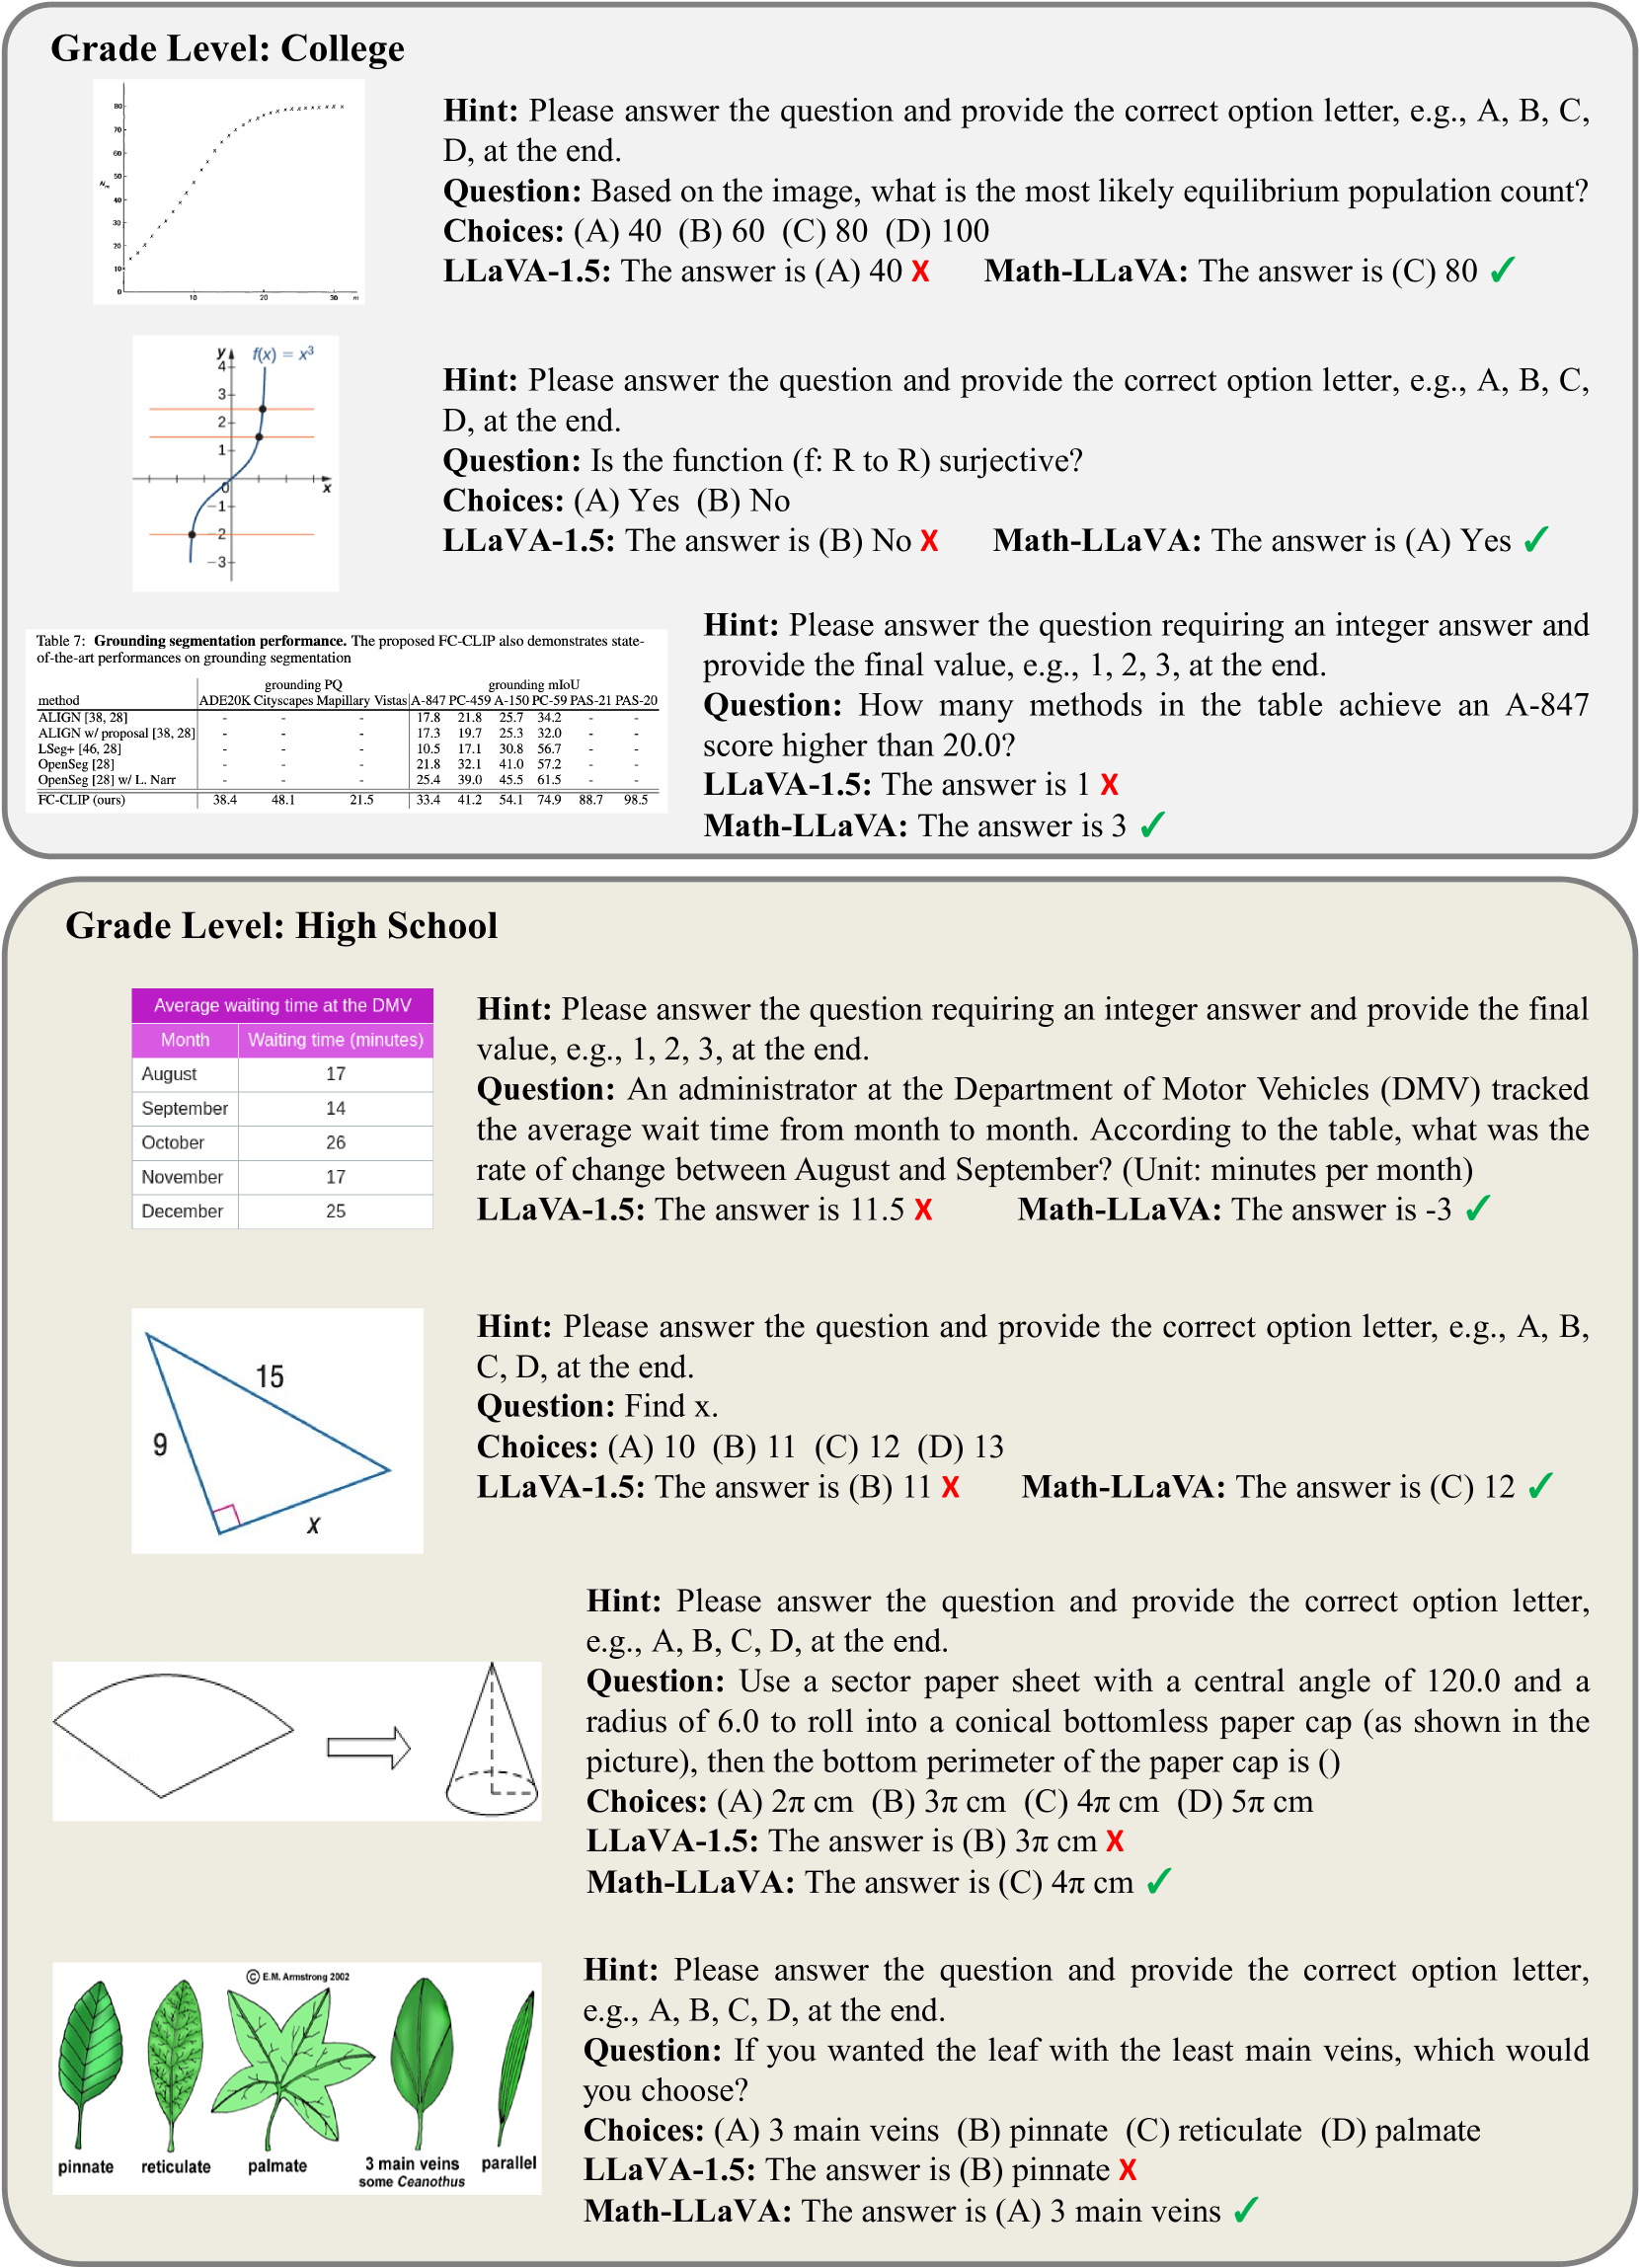 Grade Level: College
80
70
60
50
N_m
40
30
20
10
0
10 20 30 m
Hint: Please answer the question and provide the correct option letter, e.g., A, B, C,
D, at the end.
Question: Based on the image, what is the most likely equilibrium population count?
Choices: (A) 40 (B) 60 (C) 80 (D) 100
LLaVA-1.5: The answer is (A) 40 X Math-LLaVA: The answer is (C) 80 ✓
y f(x) = x³
4
3
2
1
0 x
−1
−2
−3
Hint: Please answer the question and provide the correct option letter, e.g., A, B, C,
D, at the end.
Question: Is the function (f: R to R) surjective?
Choices: (A) Yes (B) No
LLaVA-1.5: The answer is (B) No X Math-LLaVA: The answer is (A) Yes ✓
Table 7: Grounding segmentation performance. The proposed FC-CLIP also demonstrates state-
of-the-art performances on grounding segmentation
grounding PQ grounding mIoU
method ADE20K Cityscapes Mapillary Vistas A-847 PC-459 A-150 PC-59 PAS-21 PAS-20
ALIGN [38, 28] - - - 17.8 21.8 25.7 34.2 - -
ALIGN w/ proposal [38, 28] - - - 17.3 19.7 25.3 32.0 - -
LSeg+ [46, 28] - - - 10.5 17.1 30.8 56.7 - -
OpenSeg [28] - - - 21.8 32.1 41.0 57.2 - -
OpenSeg [28] w/ L. Narr - - - 25.4 39.0 45.5 61.5 - -
FC-CLIP (ours) 38.4 48.1 21.5 33.4 41.2 54.1 74.9 88.7 98.5
Hint: Please answer the question requiring an integer answer and
provide the final value, e.g., 1, 2, 3, at the end.
Question: How many methods in the table achieve an A-847
score higher than 20.0?
LLaVA-1.5: The answer is 1 X
Math-LLaVA: The answer is 3 ✓
Grade Level: High School
Average waiting time at the DMV
Month Waiting time (minutes)
August 17
September 14
October 26
November 17
December 25
Hint: Please answer the question requiring an integer answer and provide the final
value, e.g., 1, 2, 3, at the end.
Question: An administrator at the Department of Motor Vehicles (DMV) tracked
the average wait time from month to month. According to the table, what was the
rate of change between August and September? (Unit: minutes per month)
LLaVA-1.5: The answer is 11.5 X Math-LLaVA: The answer is -3 ✓
15
9
x
Hint: Please answer the question and provide the correct option letter, e.g., A, B,
C, D, at the end.
Question: Find x.
Choices: (A) 10 (B) 11 (C) 12 (D) 13
LLaVA-1.5: The answer is (B) 11 X Math-LLaVA: The answer is (C) 12 ✓
Hint: Please answer the question and provide the correct option letter,
e.g., A, B, C, D, at the end.
Question: Use a sector paper sheet with a central angle of 120.0 and a
radius of 6.0 to roll into a conical bottomless paper cap (as shown in the
picture), then the bottom perimeter of the paper cap is ()
Choices: (A) 2π cm (B) 3π cm (C) 4π cm (D) 5π cm
LLaVA-1.5: The answer is (B) 3π cm X
Math-LLaVA: The answer is (C) 4π cm ✓
© E.M. Armstrong 2002
pinnate reticulate palmate 3 main veins parallel
some Ceanothus
Hint: Please answer the question and provide the correct option letter,
e.g., A, B, C, D, at the end.
Question: If you wanted the leaf with the least main veins, which would
you choose?
Choices: (A) 3 main veins (B) pinnate (C) reticulate (D) palmate
LLaVA-1.5: The answer is (B) pinnate X
Math-LLaVA: The answer is (A) 3 main veins ✓